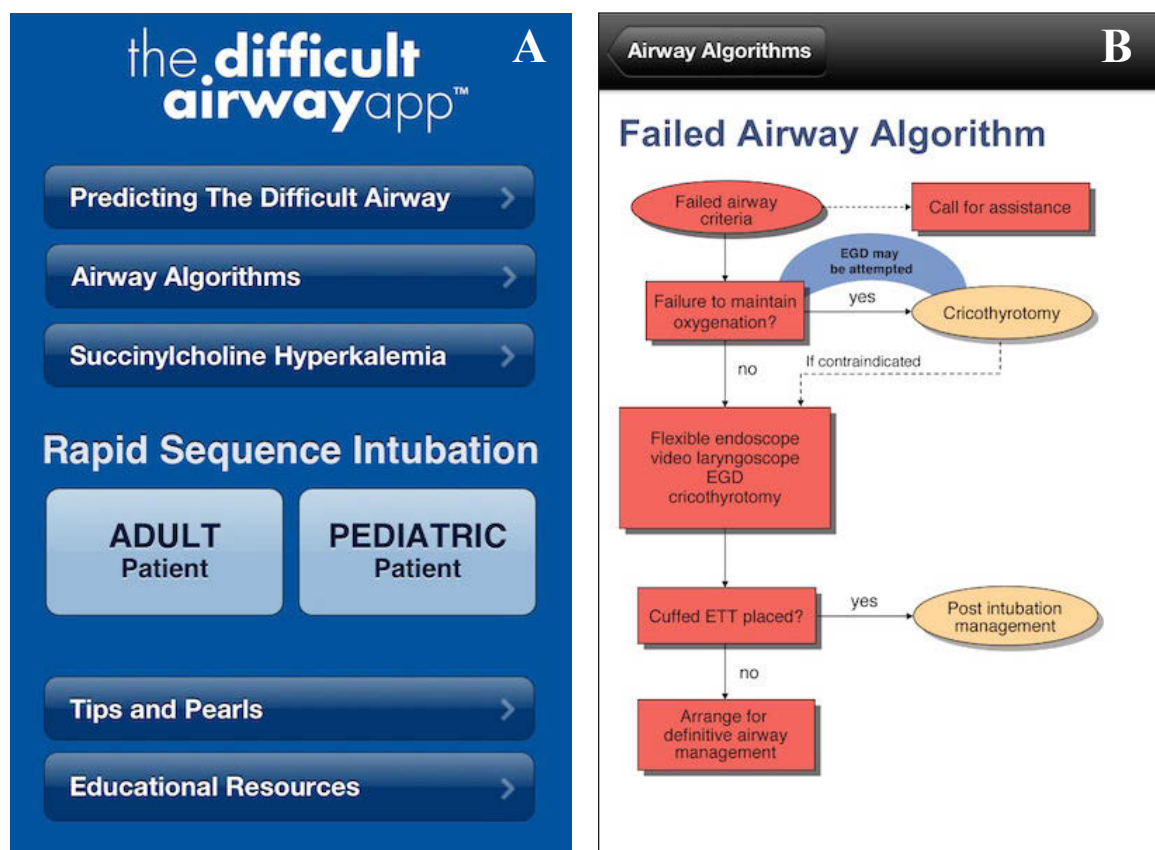 the difficult
airway app™
A
Predicting The Difficult Airway
Airway Algorithms
Succinylcholine Hyperkalemia
Rapid Sequence Intubation
ADULT
Patient
PEDIATRIC
Patient
Tips and Pearls
Educational Resources
Airway Algorithms
B
Failed Airway Algorithm
Failed airway
criteria
Call for assistance
EGD may
be attempted
Failure to maintain
oxygenation?
yes
Cricothyrotomy
no
If contraindicated
Flexible endoscope
video laryngoscope
EGD
cricothyrotomy
Cuffed ETT placed?
yes
Post intubation
management
no
Arrange for
definitive airway
management